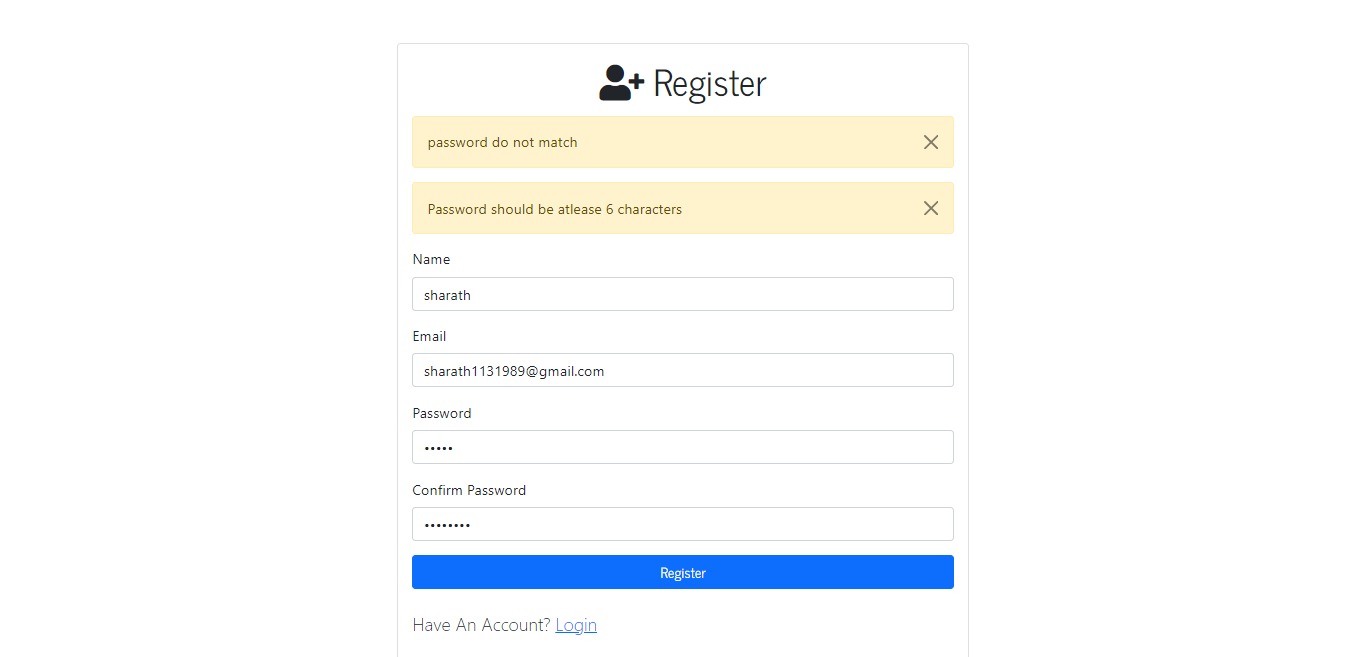 Register
password do not match
Password should be atlease 6 characters
Name
sharath
Email
sharath1131989@gmail.com
Password
•••••
Confirm Password
••••••••
Register
Have An Account? Login